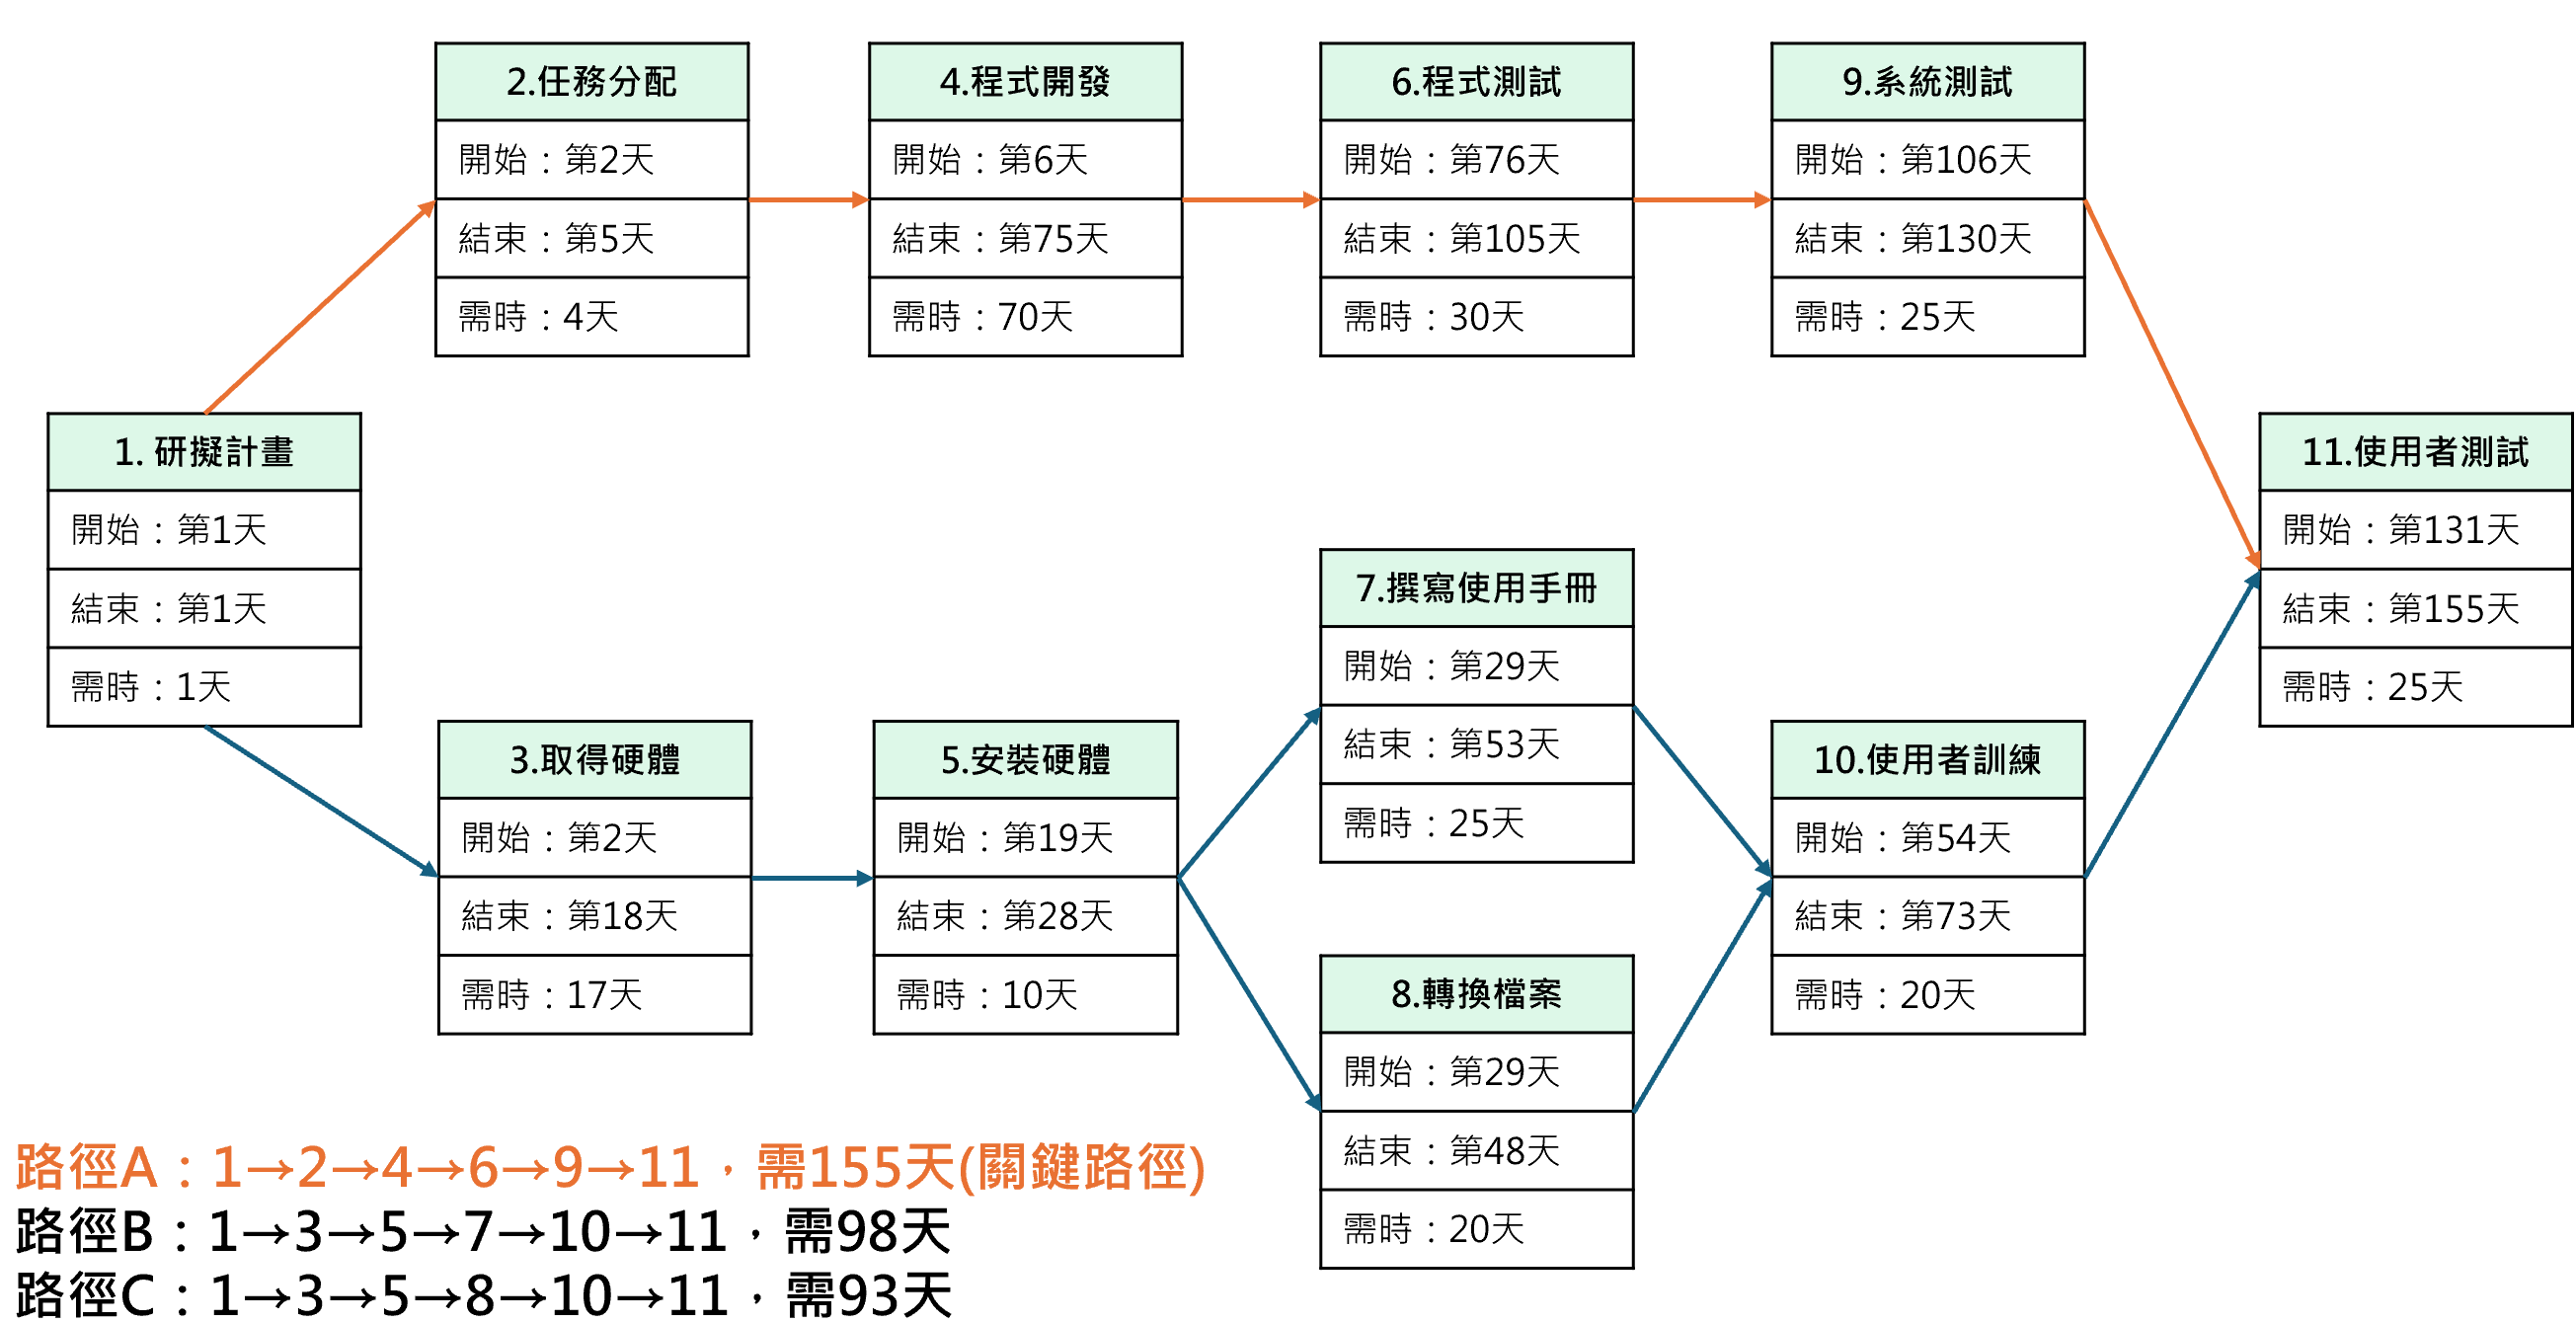 2.任務分配
開始：第2天
結束：第5天
需時：4天
4.程式開發
開始：第6天
結束：第75天
需時：70天
6.程式測試
開始：第76天
結束：第105天
需時：30天
9.系統測試
開始：第106天
結束：第130天
需時：25天
1. 研擬計畫
開始：第1天
結束：第1天
需時：1天
11.使用者測試
開始：第131天
結束：第155天
需時：25天
3.取得硬體
開始：第2天
結束：第18天
需時：17天
5.安裝硬體
開始：第19天
結束：第28天
需時：10天
7.撰寫使用手冊
開始：第29天
結束：第53天
需時：25天
8.轉換檔案
開始：第29天
結束：第48天
需時：20天
10.使用者訓練
開始：第54天
結束：第73天
需時：20天
路徑A：1→2→4→6→9→11，需155天(關鍵路徑)
路徑B：1→3→5→7→10→11，需98天
路徑C：1→3→5→8→10→11，需93天